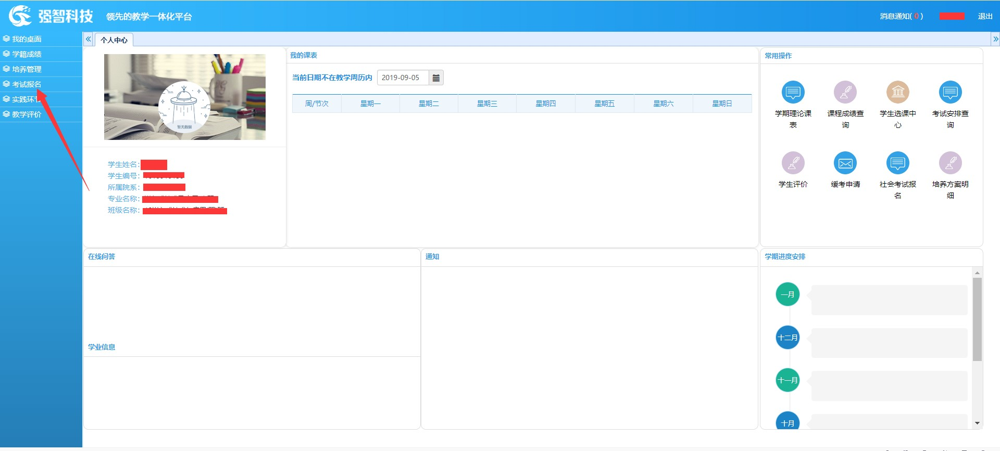 强智科技 领先的教学一体化平台 消息通知( 0 ) 退出
我的桌面
学籍成绩
培养管理
考试报名
实践环节
教学评价
个人中心
暂无数据
学生姓名:
学生编号:
所属院系:
专业名称:
班级名称:
我的课表
当前日期不在教学周历内 2019-09-05
周/节次 星期一 星期二 星期三 星期四 星期五 星期六 星期日
常用操作
学期理论课表
课程成绩查询
学生选课中心
考试安排查询
学生评价
缓考申请
社会考试报名
培养方案明细
在线问答
学业信息
通知
学期进度安排
一月
十二月
十一月
十月